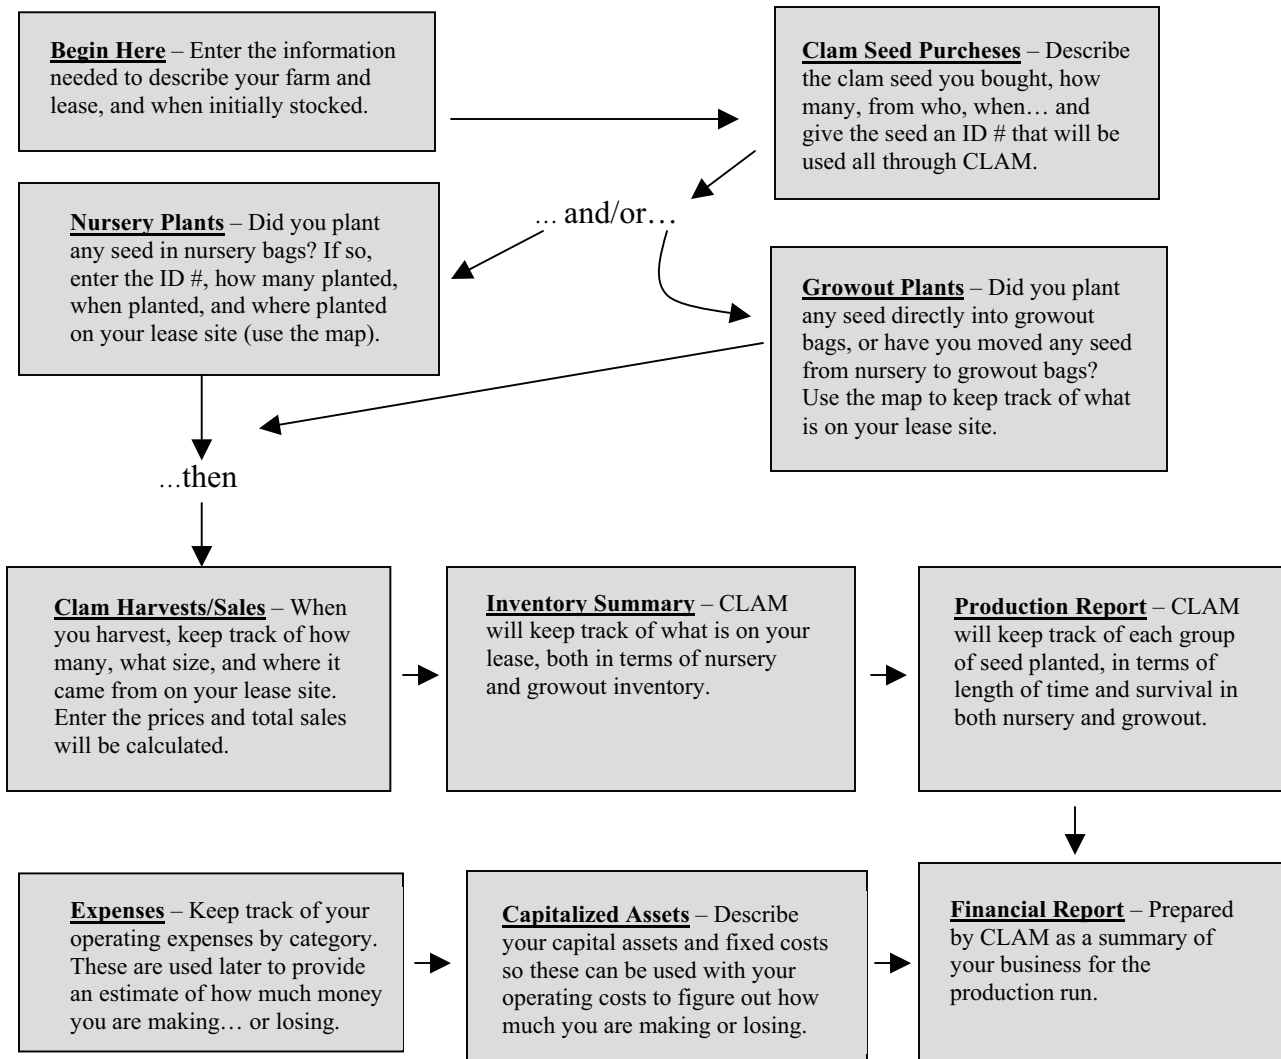 Begin Here – Enter the information
needed to describe your farm and
lease, and when initially stocked.
Clam Seed Purcheses – Describe
the clam seed you bought, how
many, from who, when… and
give the seed an ID # that will be
used all through CLAM.
Nursery Plants – Did you plant
any seed in nursery bags? If so,
enter the ID #, how many planted,
when planted, and where planted
on your lease site (use the map).
… and/or…
Growout Plants – Did you plant
any seed directly into growout
bags, or have you moved any seed
from nursery to growout bags?
Use the map to keep track of what
is on your lease site.
…then
Clam Harvests/Sales – When
you harvest, keep track of how
many, what size, and where it
came from on your lease site.
Enter the prices and total sales
will be calculated.
Inventory Summary – CLAM
will keep track of what is on your
lease, both in terms of nursery
and growout inventory.
Production Report – CLAM
will keep track of each group
of seed planted, in terms of
length of time and survival in
both nursery and growout.
Expenses – Keep track of your
operating expenses by category.
These are used later to provide
an estimate of how much money
you are making… or losing.
Capitalized Assets – Describe
your capital assets and fixed costs
so these can be used with your
operating costs to figure out how
much you are making or losing.
Financial Report – Prepared
by CLAM as a summary of
your business for the
production run.